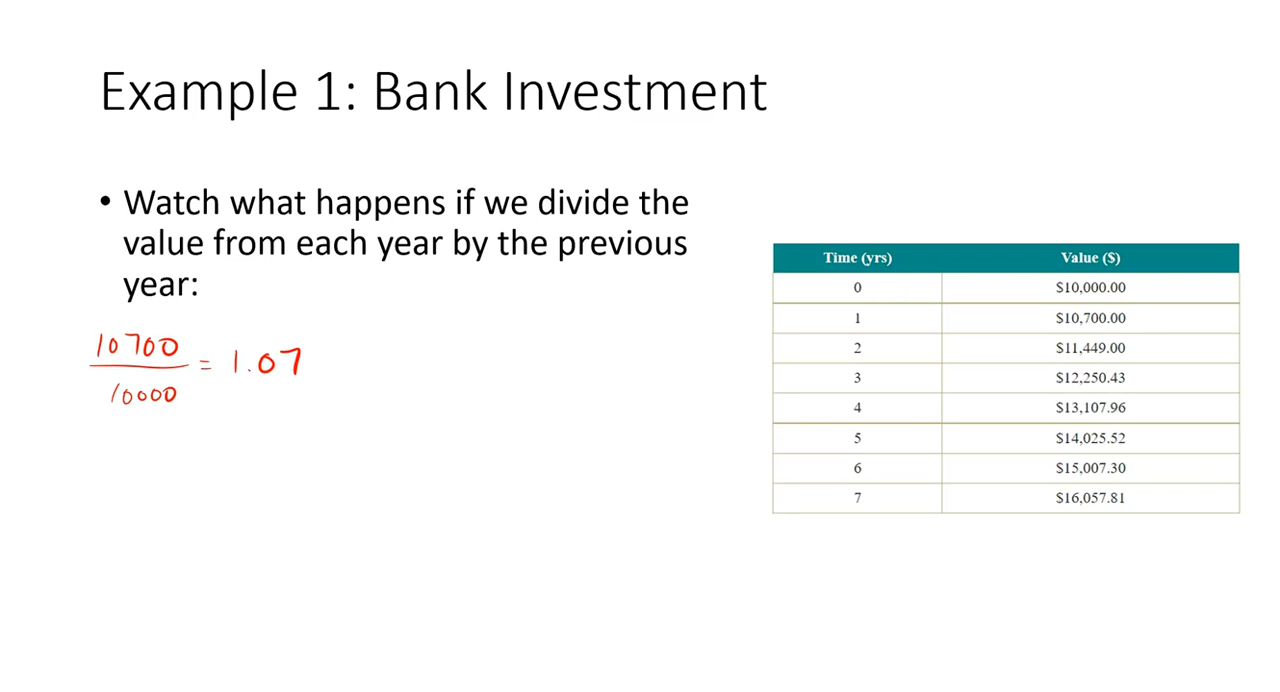 Example 1: Bank Investment
• Watch what happens if we divide the
value from each year by the previous
year:
10700
10000
= 1.07
Time (yrs) Value ($)
0 $10,000.00
1 $10,700.00
2 $11,449.00
3 $12,250.43
4 $13,107.96
5 $14,025.52
6 $15,007.30
7 $16,057.81